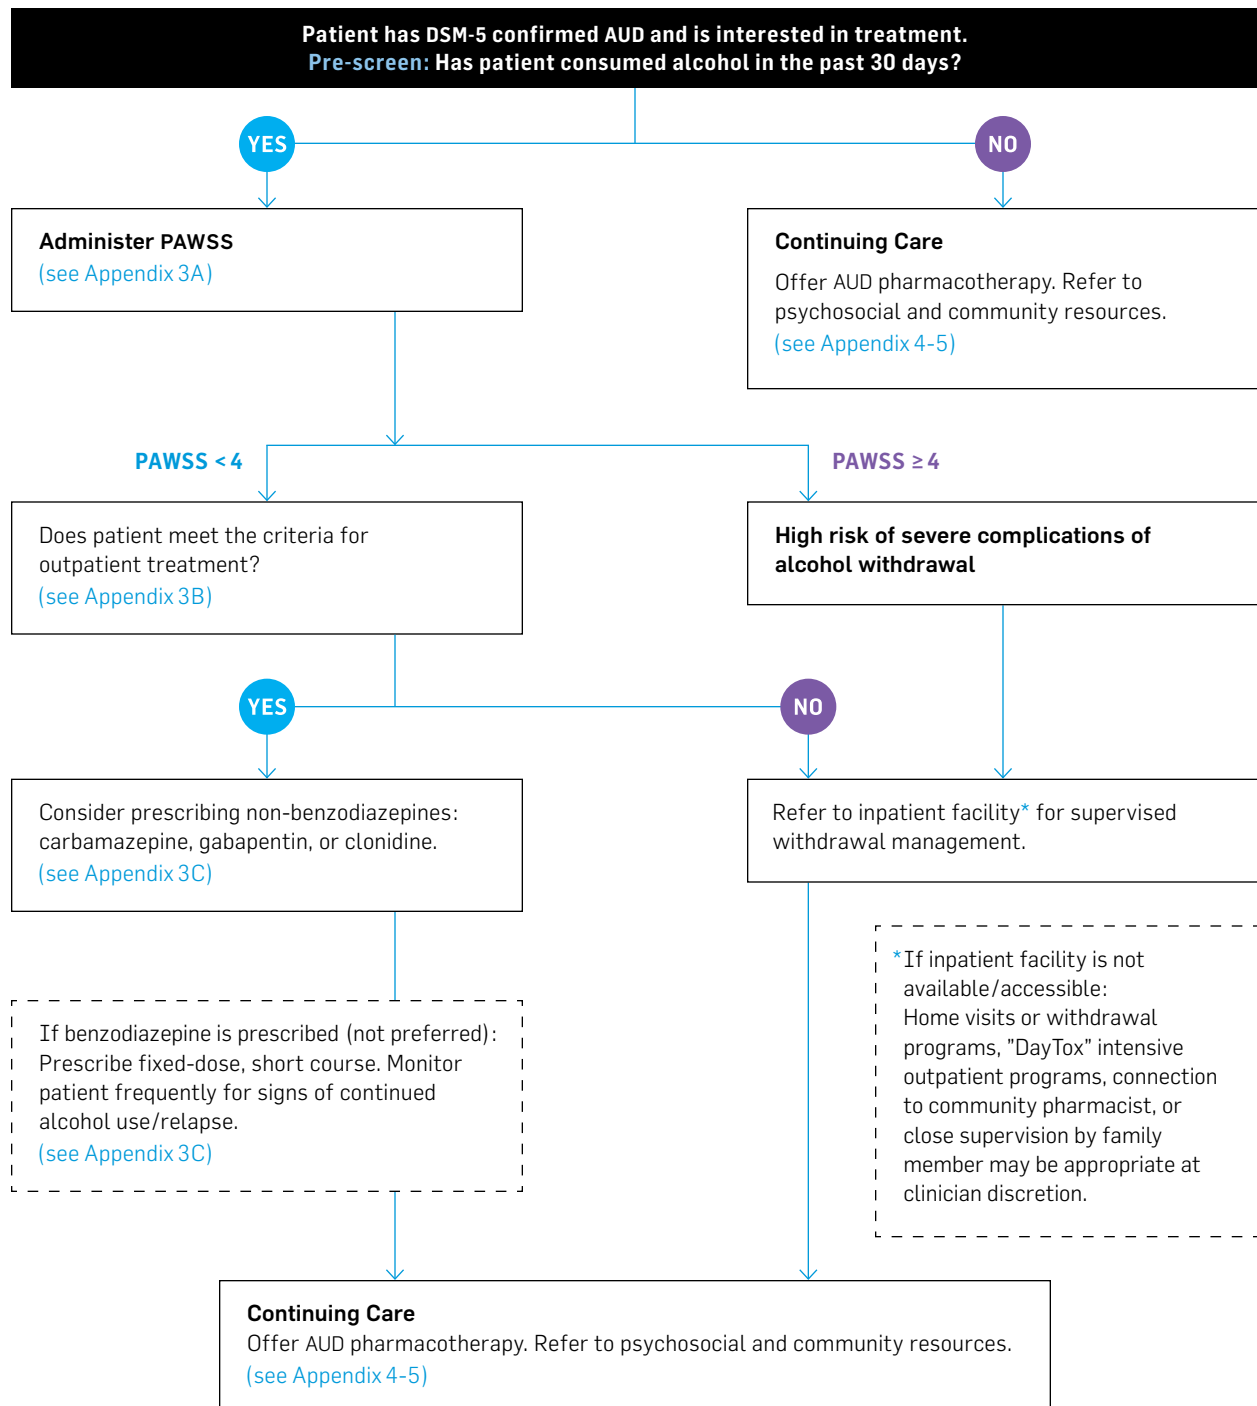 Patient has DSM-5 confirmed AUD and is interested in treatment.
Pre-screen: Has patient consumed alcohol in the past 30 days?
YES
NO
Administer PAWSS
(see Appendix 3A)
Continuing Care
Offer AUD pharmacotherapy. Refer to
psychosocial and community resources.
(see Appendix 4-5)
PAWSS < 4
PAWSS ≥ 4
Does patient meet the criteria for
outpatient treatment?
(see Appendix 3B)
High risk of severe complications of
alcohol withdrawal
YES
NO
Consider prescribing non-benzodiazepines:
carbamazepine, gabapentin, or clonidine.
(see Appendix 3C)
Refer to inpatient facility* for supervised
withdrawal management.
If benzodiazepine is prescribed (not preferred):
Prescribe fixed-dose, short course. Monitor
patient frequently for signs of continued
alcohol use/relapse.
(see Appendix 3C)
*If inpatient facility is not
available/accessible:
Home visits or withdrawal
programs, "DayTox" intensive
outpatient programs, connection
to community pharmacist, or
close supervision by family
member may be appropriate at
clinician discretion.
Continuing Care
Offer AUD pharmacotherapy. Refer to psychosocial and community resources.
(see Appendix 4-5)